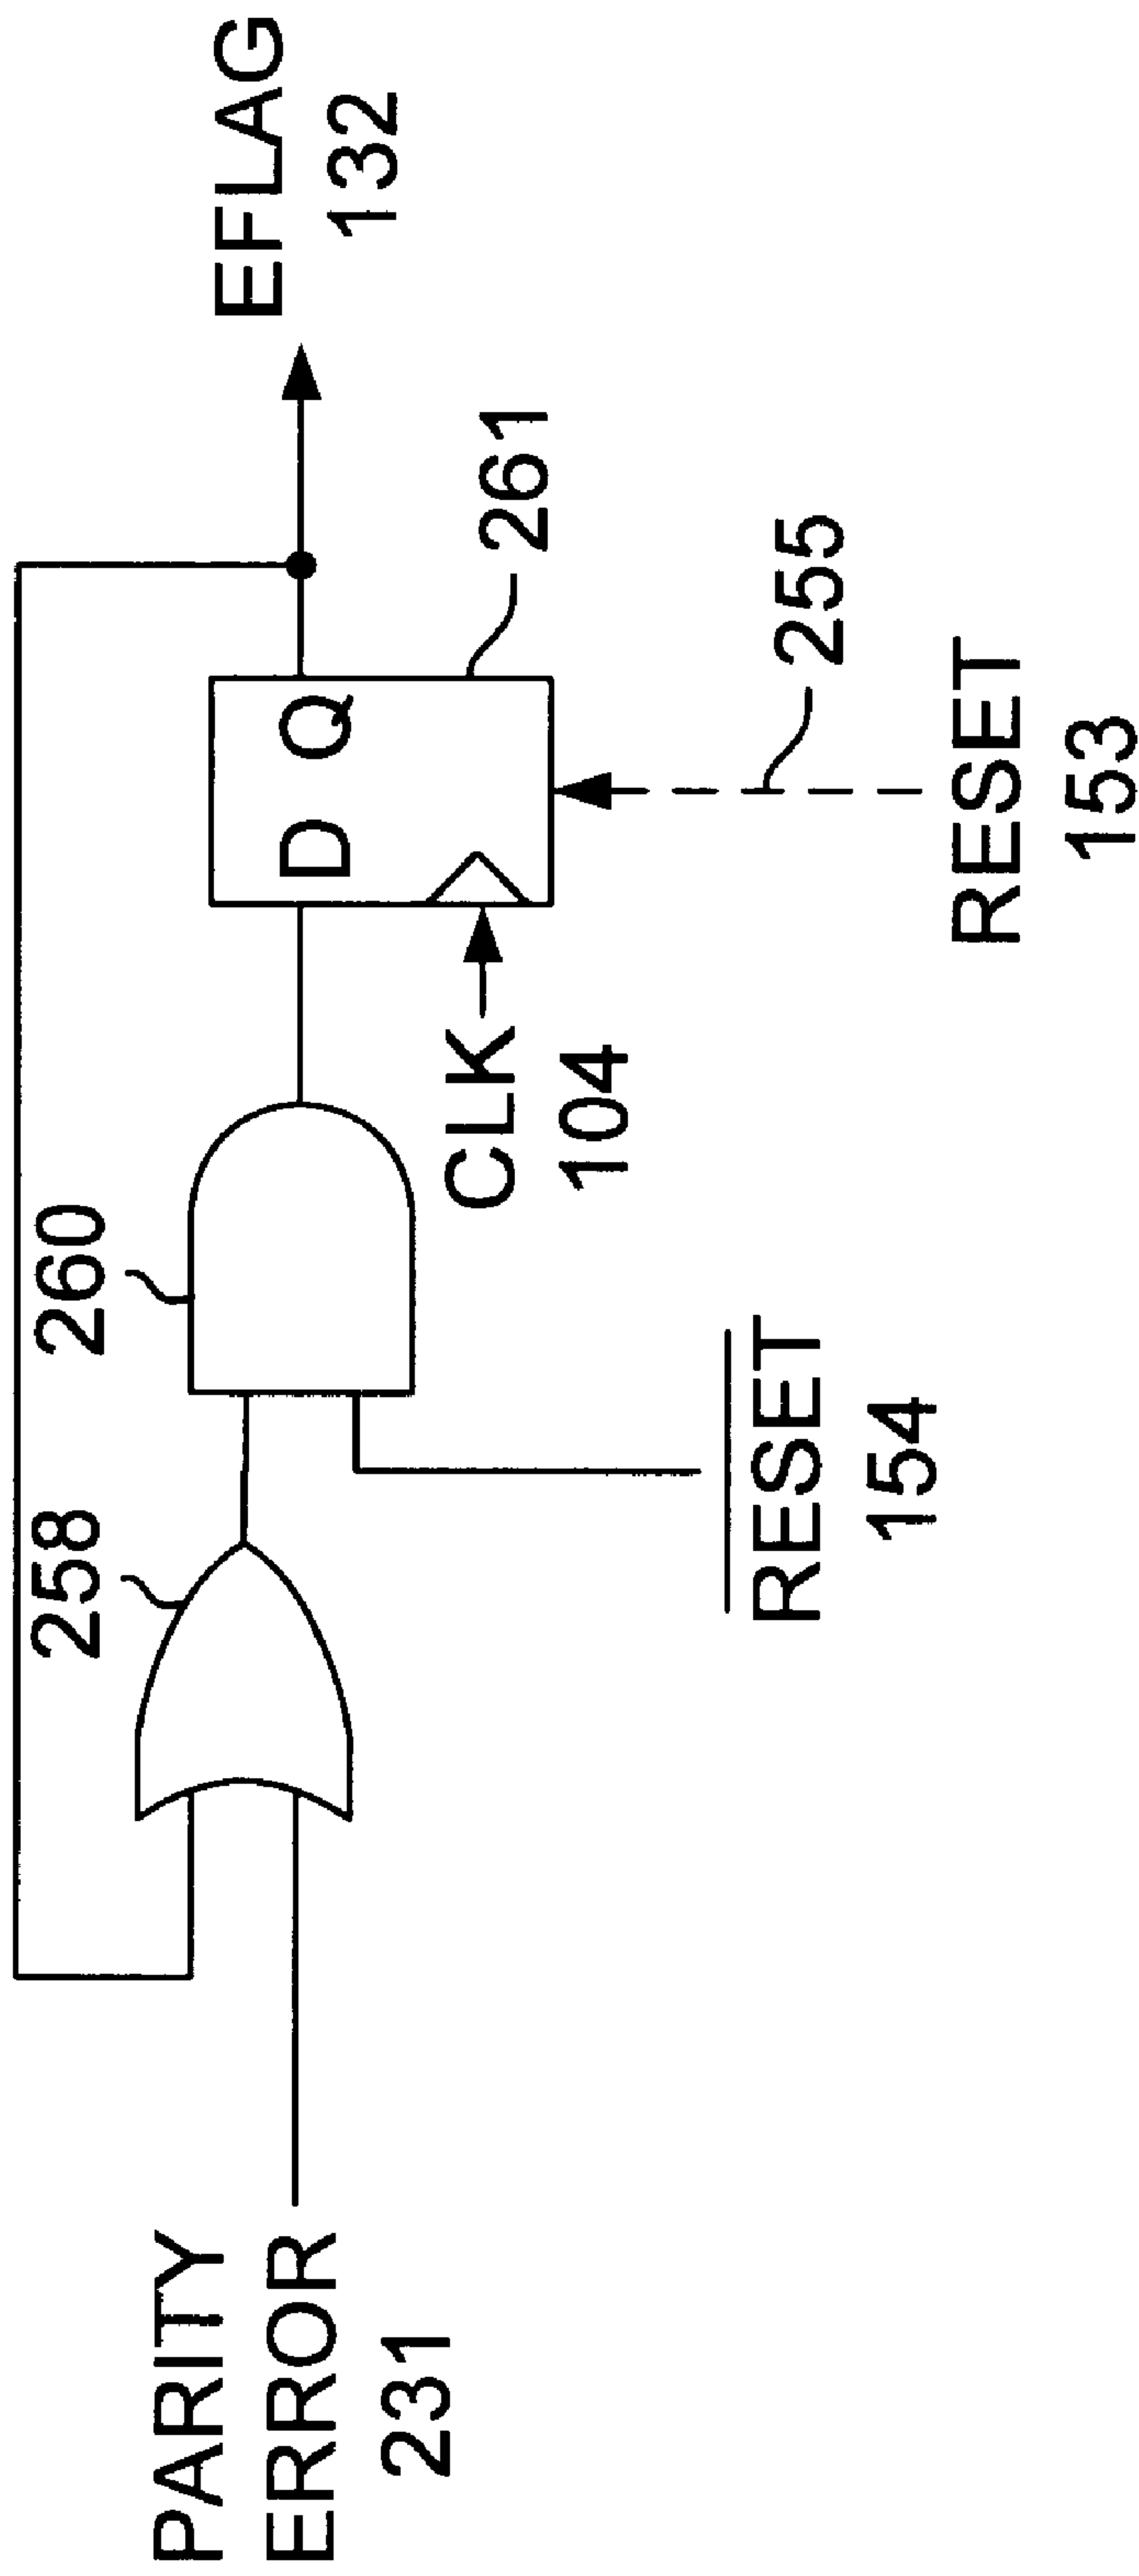 PARITY
ERROR
231
258
260
RESET
154
D Q
CLK
104
261
255
RESET
153
EFLAG
132